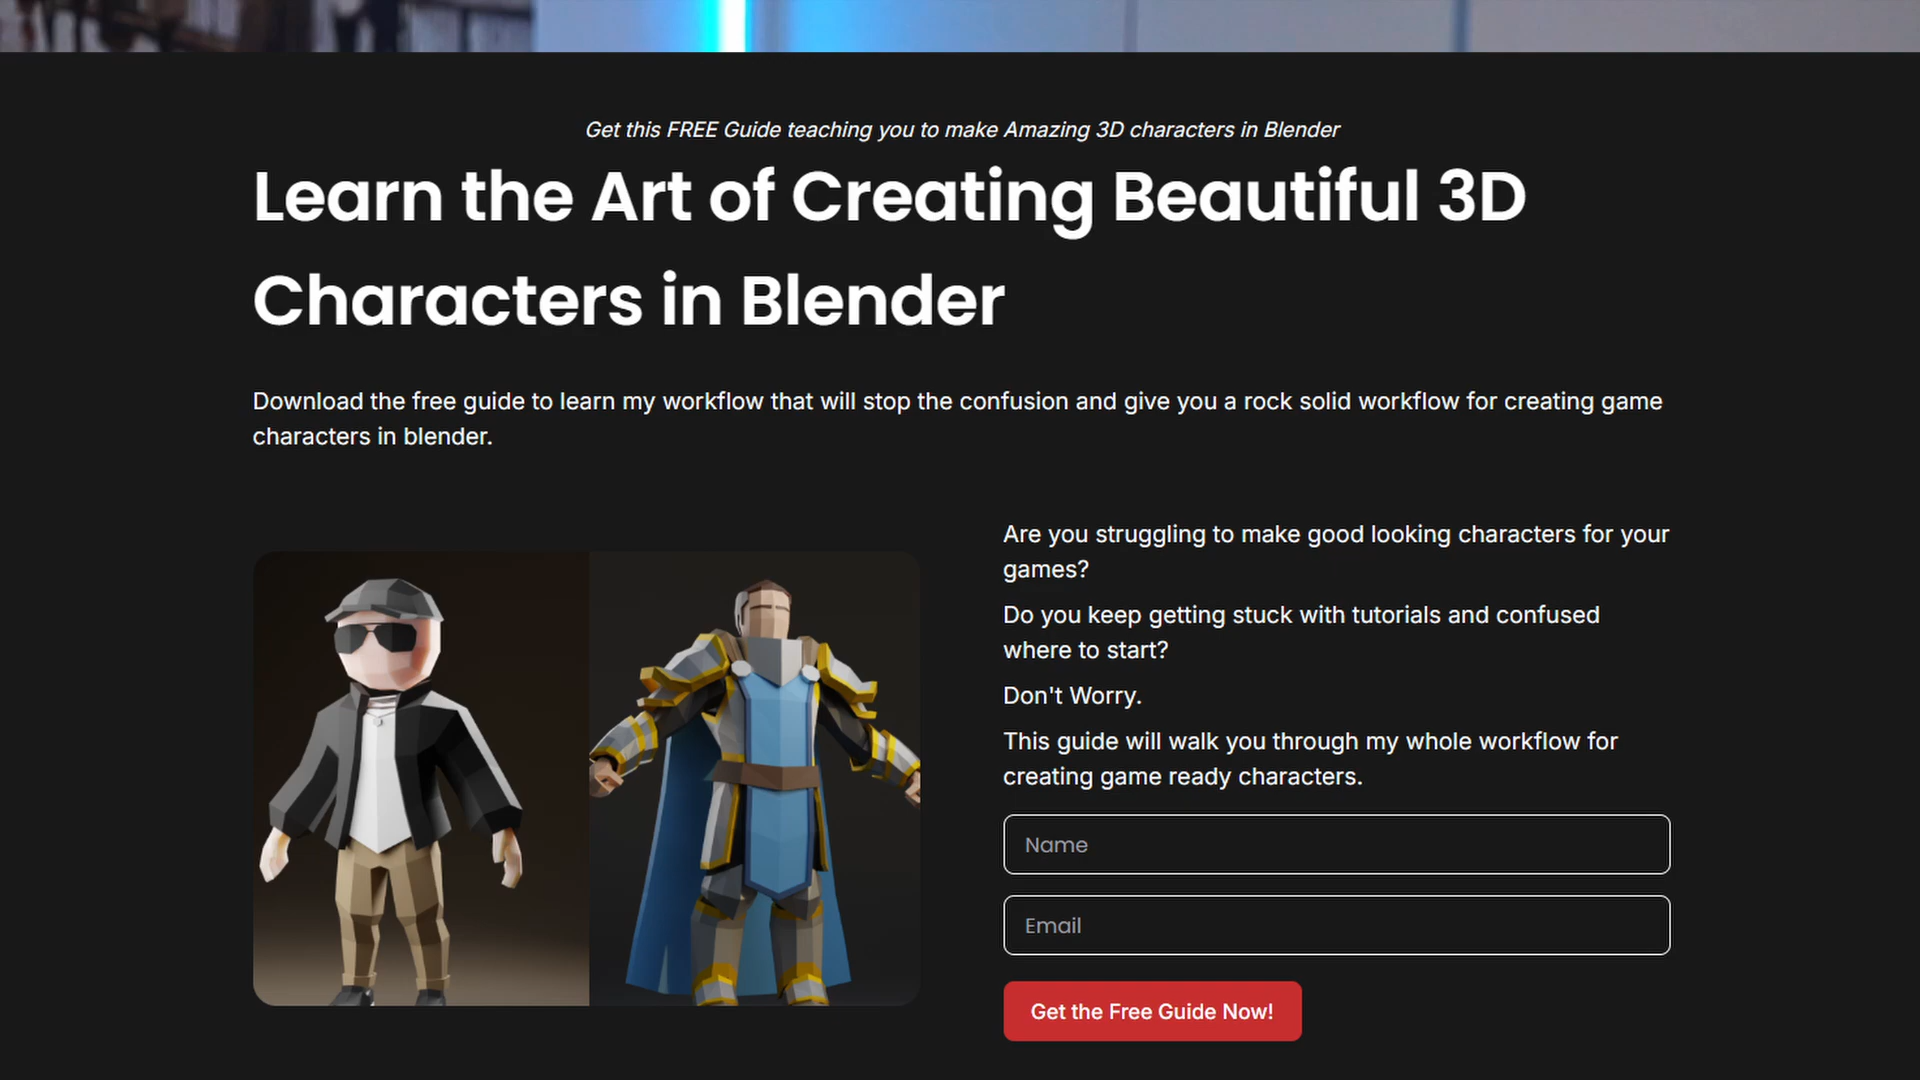 Get this FREE Guide teaching you to make Amazing 3D characters in Blender
Learn the Art of Creating Beautiful 3D
Characters in Blender
Download the free guide to learn my workflow that will stop the confusion and give you a rock solid workflow for creating game
characters in blender.
Are you struggling to make good looking characters for your
games?
Do you keep getting stuck with tutorials and confused
where to start?
Don't Worry.
This guide will walk you through my whole workflow for
creating game ready characters.
Name
Email
Get the Free Guide Now!